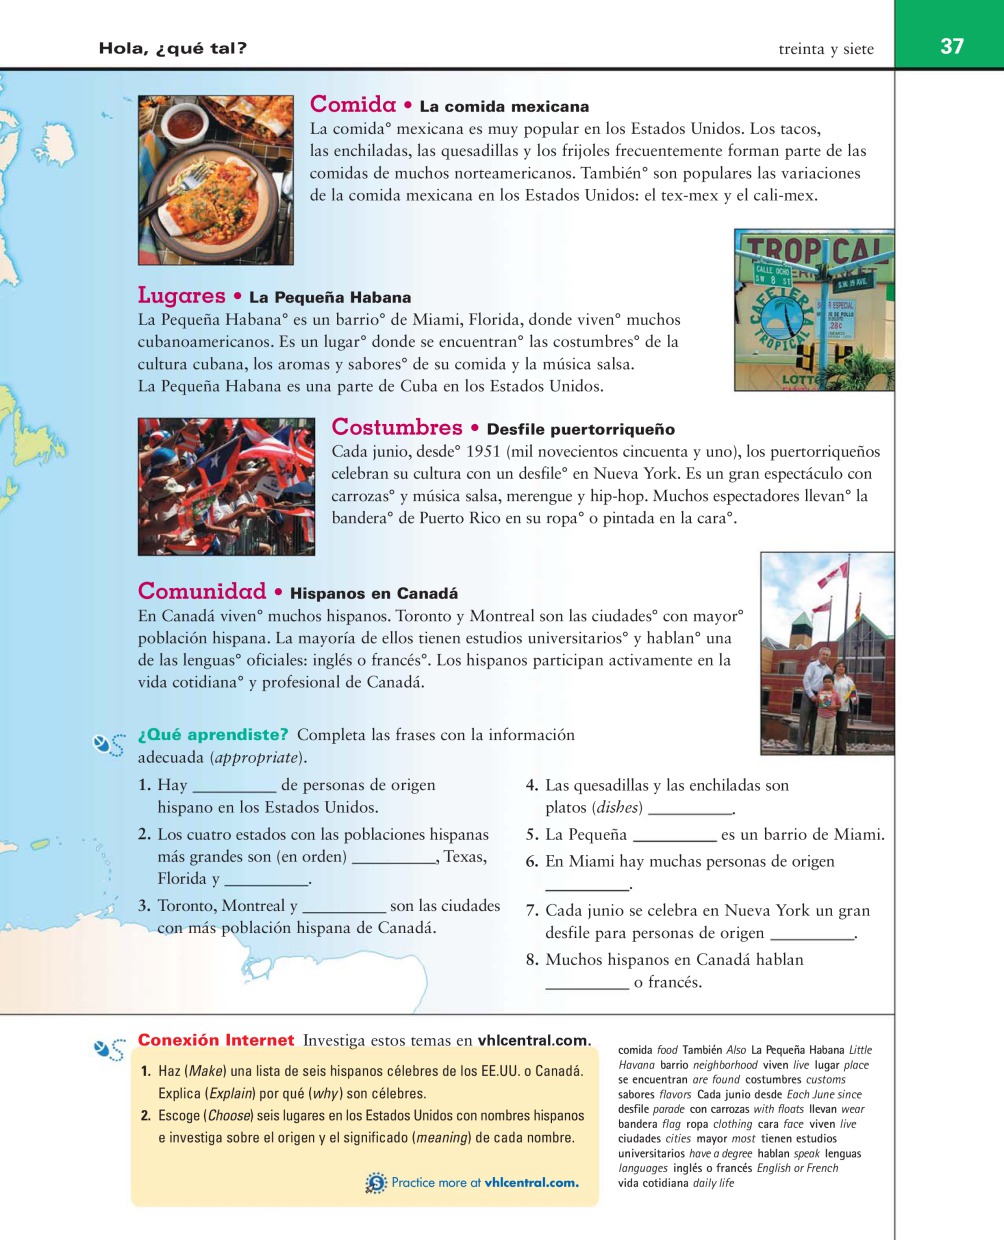 Hola, ¿qué tal?
treinta y siete
37
Comida • La comida mexicana
La comida° mexicana es muy popular en los Estados Unidos. Los tacos,
las enchiladas, las quesadillas y los frijoles frecuentemente forman parte de las
comidas de muchos norteamericanos. También° son populares las variaciones
de la comida mexicana en los Estados Unidos: el tex-mex y el cali-mex.
TROPICAL
CALLE OCHO
S W 8 ST
S.W. 15 AVE.
CAFETERIA
TROPICAL
ESPECIAL
LOTT
Lugares • La Pequeña Habana
La Pequeña Habana° es un barrio° de Miami, Florida, donde viven° muchos
cubanoamericanos. Es un lugar° donde se encuentran° las costumbres° de la
cultura cubana, los aromas y sabores° de su comida y la música salsa.
La Pequeña Habana es una parte de Cuba en los Estados Unidos.
Costumbres • Desfile puertorriqueño
Cada junio, desde° 1951 (mil novecientos cincuenta y uno), los puertorriqueños
celebran su cultura con un desfile° en Nueva York. Es un gran espectáculo con
carrozas° y música salsa, merengue y hip-hop. Muchos espectadores llevan° la
bandera° de Puerto Rico en su ropa° o pintada en la cara°.
Comunidad • Hispanos en Canadá
En Canadá viven° muchos hispanos. Toronto y Montreal son las ciudades° con mayor°
población hispana. La mayoría de ellos tienen estudios universitarios° y hablan° una
de las lenguas° oficiales: inglés o francés°. Los hispanos participan activamente en la
vida cotidiana° y profesional de Canadá.
¿Qué aprendiste? Completa las frases con la información
adecuada (appropriate).
1. Hay _________ de personas de origen
hispano en los Estados Unidos.
2. Los cuatro estados con las poblaciones hispanas
más grandes son (en orden) _________, Texas,
Florida y _________.
3. Toronto, Montreal y _________ son las ciudades
con más población hispana de Canadá.
4. Las quesadillas y las enchiladas son
platos (dishes) _________.
5. La Pequeña _________ es un barrio de Miami.
6. En Miami hay muchas personas de origen
_________.
7. Cada junio se celebra en Nueva York un gran
desfile para personas de origen _________.
8. Muchos hispanos en Canadá hablan
_________ o francés.
Conexión Internet Investiga estos temas en vhlcentral.com.
1. Haz (Make) una lista de seis hispanos célebres de los EE.UU. o Canadá.
Explica (Explain) por qué (why) son célebres.
2. Escoge (Choose) seis lugares en los Estados Unidos con nombres hispanos
e investiga sobre el origen y el significado (meaning) de cada nombre.
Practice more at vhlcentral.com.
comida food También Also La Pequeña Habana Little
Havana barrio neighborhood viven live lugar place
se encuentran are found costumbres customs
sabores flavors Cada junio desde Each June since
desfile parade con carrozas with floats llevan wear
bandera flag ropa clothing cara face viven live
ciudades cities mayor most tienen estudios
universitarios have a degree hablan speak lenguas
languages inglés o francés English or French
vida cotidiana daily life